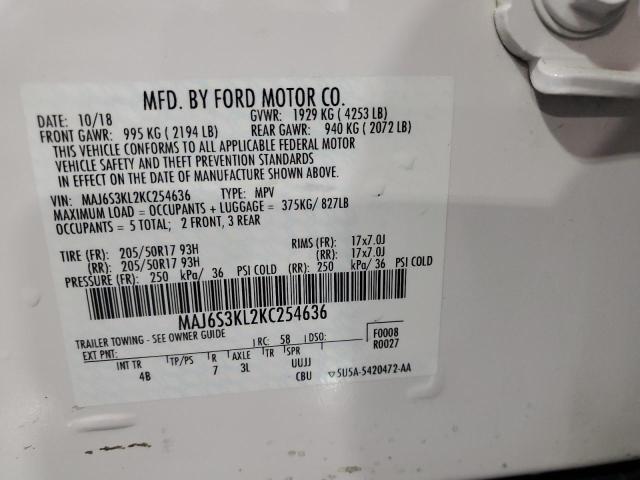 MFD. BY FORD MOTOR CO.
DATE: 10/18 GVWR: 1929 KG ( 4253 LB)
FRONT GAWR: 995 KG ( 2194 LB) REAR GAWR: 940 KG ( 2072 LB)
THIS VEHICLE CONFORMS TO ALL APPLICABLE FEDERAL MOTOR
VEHICLE SAFETY AND THEFT PREVENTION STANDARDS
IN EFFECT ON THE DATE OF MANUFACTURE SHOWN ABOVE.
VIN: MAJ6S3KL2KC254636 TYPE: MPV
MAXIMUM LOAD = OCCUPANTS + LUGGAGE = 375KG/ 827LB
OCCUPANTS = 5 TOTAL; 2 FRONT, 3 REAR
TIRE (FR): 205/50R17 93H RIMS (FR): 17x7.0J
(RR): 205/50R17 93H (RR): 17x7.0J
PRESSURE (FR): 250 kPa/ 36 PSI COLD (RR): 250 kPa/ 36 PSI COLD
MAJ6S3KL2KC254636
TRAILER TOWING - SEE OWNER GUIDE
EXT PNT: RC: 58 DSO: F0008
R0027
INT TR TP/PS R AXLE TR SPR
4B 7 3L UUJJ
CBU 5U5A-5420472-AA